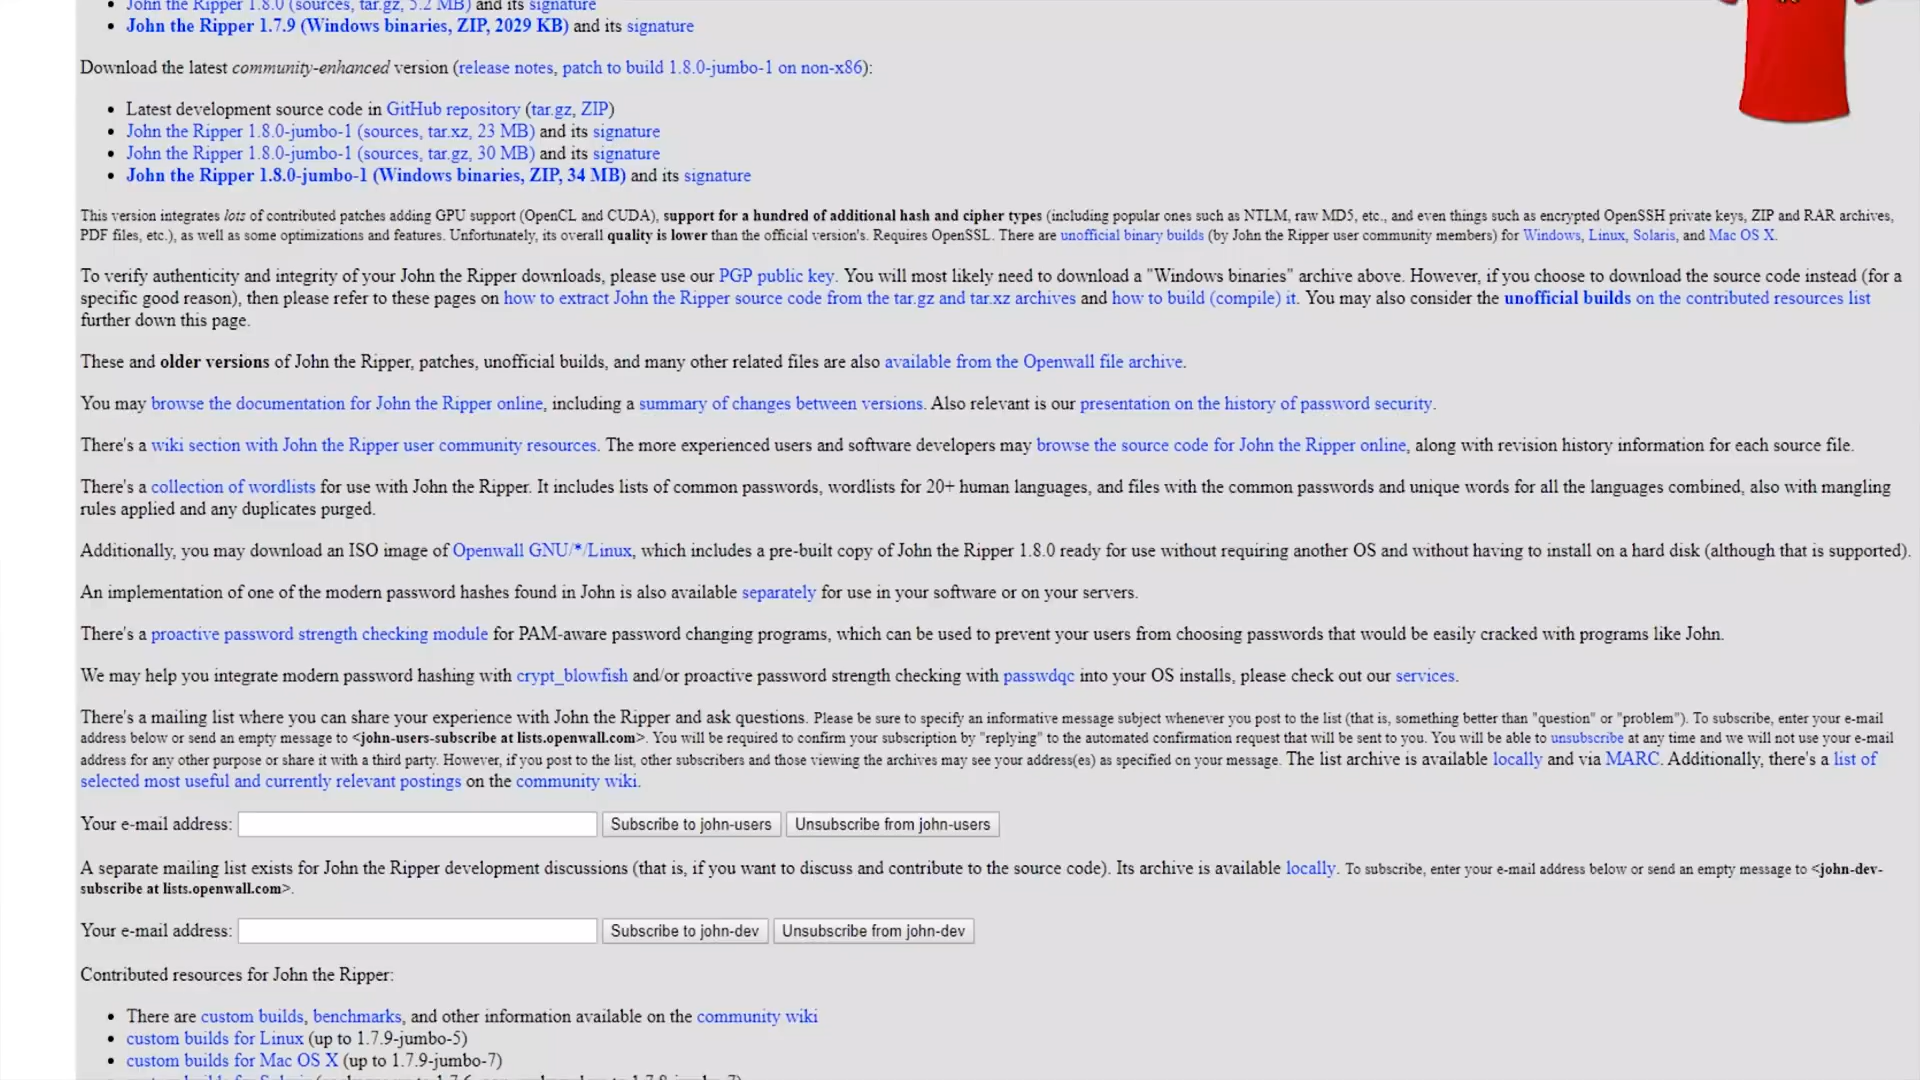 John the Ripper 1.8.0 (sources, tar.gz, 5.2 MB) and its signature
John the Ripper 1.7.9 (Windows binaries, ZIP, 2029 KB) and its signature
Download the latest community-enhanced version (release notes, patch to build 1.8.0-jumbo-1 on non-x86):
Latest development source code in GitHub repository (tar.gz, ZIP)
John the Ripper 1.8.0-jumbo-1 (sources, tar.xz, 23 MB) and its signature
John the Ripper 1.8.0-jumbo-1 (sources, tar.gz, 30 MB) and its signature
John the Ripper 1.8.0-jumbo-1 (Windows binaries, ZIP, 34 MB) and its signature
This version integrates lots of contributed patches adding GPU support (OpenCL and CUDA), support for a hundred of additional hash and cipher types (including popular ones such as NTLM, raw MD5, etc., and even things such as encrypted OpenSSH private keys, ZIP and RAR archives,
PDF files, etc.), as well as some optimizations and features. Unfortunately, its overall quality is lower than the official version's. Requires OpenSSL. There are unofficial binary builds (by John the Ripper user community members) for Windows, Linux, Solaris, and Mac OS X.
To verify authenticity and integrity of your John the Ripper downloads, please use our PGP public key. You will most likely need to download a "Windows binaries" archive above. However, if you choose to download the source code instead (for a
specific good reason), then please refer to these pages on how to extract John the Ripper source code from the tar.gz and tar.xz archives and how to build (compile) it. You may also consider the unofficial builds on the contributed resources list
further down this page.
These and older versions of John the Ripper, patches, unofficial builds, and many other related files are also available from the Openwall file archive.
You may browse the documentation for John the Ripper online, including a summary of changes between versions. Also relevant is our presentation on the history of password security.
There's a wiki section with John the Ripper user community resources. The more experienced users and software developers may browse the source code for John the Ripper online, along with revision history information for each source file.
There's a collection of wordlists for use with John the Ripper. It includes lists of common passwords, wordlists for 20+ human languages, and files with the common passwords and unique words for all the languages combined, also with mangling
rules applied and any duplicates purged.
Additionally, you may download an ISO image of Openwall GNU/*/Linux, which includes a pre-built copy of John the Ripper 1.8.0 ready for use without requiring another OS and without having to install on a hard disk (although that is supported).
An implementation of one of the modern password hashes found in John is also available separately for use in your software or on your servers.
There's a proactive password strength checking module for PAM-aware password changing programs, which can be used to prevent your users from choosing passwords that would be easily cracked with programs like John.
We may help you integrate modern password hashing with crypt_blowfish and/or proactive password strength checking with passwdqc into your OS installs, please check out our services.
There's a mailing list where you can share your experience with John the Ripper and ask questions. Please be sure to specify an informative message subject whenever you post to the list (that is, something better than "question" or "problem"). To subscribe, enter your e-mail
address below or send an empty message to <john-users-subscribe at lists.openwall.com>. You will be required to confirm your subscription by "replying" to the automated confirmation request that will be sent to you. You will be able to unsubscribe at any time and we will not use your e-mail
address for any other purpose or share it with a third party. However, if you post to the list, other subscribers and those viewing the archives may see your address(es) as specified on your message. The list archive is available locally and via MARC. Additionally, there's a list of
selected most useful and currently relevant postings on the community wiki.
Your e-mail address: Subscribe to john-users Unsubscribe from john-users
A separate mailing list exists for John the Ripper development discussions (that is, if you want to discuss and contribute to the source code). Its archive is available locally. To subscribe, enter your e-mail address below or send an empty message to <john-dev-
subscribe at lists.openwall.com>.
Your e-mail address: Subscribe to john-dev Unsubscribe from john-dev
Contributed resources for John the Ripper:
There are custom builds, benchmarks, and other information available on the community wiki
custom builds for Linux (up to 1.7.9-jumbo-5)
custom builds for Mac OS X (up to 1.7.9-jumbo-7)